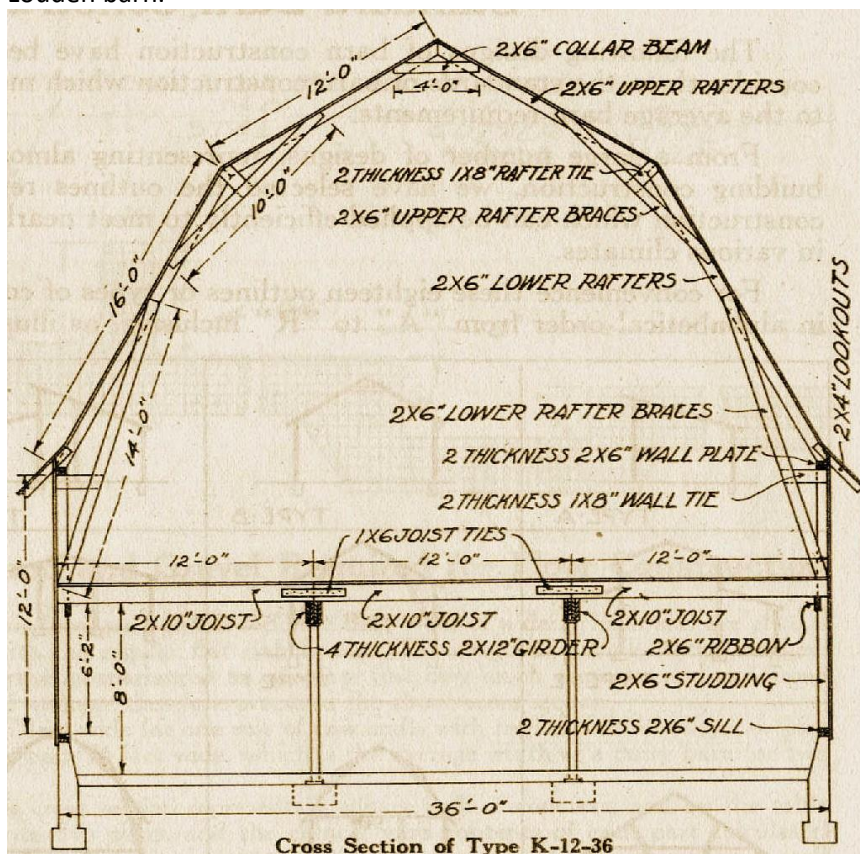 Louden barn.
2X6" COLLAR BEAM
12'-0"
4'-0"
2X6" UPPER RAFTERS
2 THICKNESS 1X8" RAFTER TIE
10'-0"
2X6" UPPER RAFTER BRACES
16'-0"
2X6" LOWER RAFTERS
2X4" LOOKOUTS
2X6" LOWER RAFTER BRACES
14'-0"
2 THICKNESS 2X6" WALL PLATE
2 THICKNESS 1X8" WALL TIE
1X6 JOIST TIES
12'-0" 12'-0" 12'-0"
12'-0"
2X10" JOIST 2X10" JOIST 2X10" JOIST
6'-2"
8'-0"
4 THICKNESS 2X12" GIRDER
2X6" RIBBON
2X6" STUDDING
2 THICKNESS 2X6" SILL
36'-0"
Cross Section of Type K-12-36